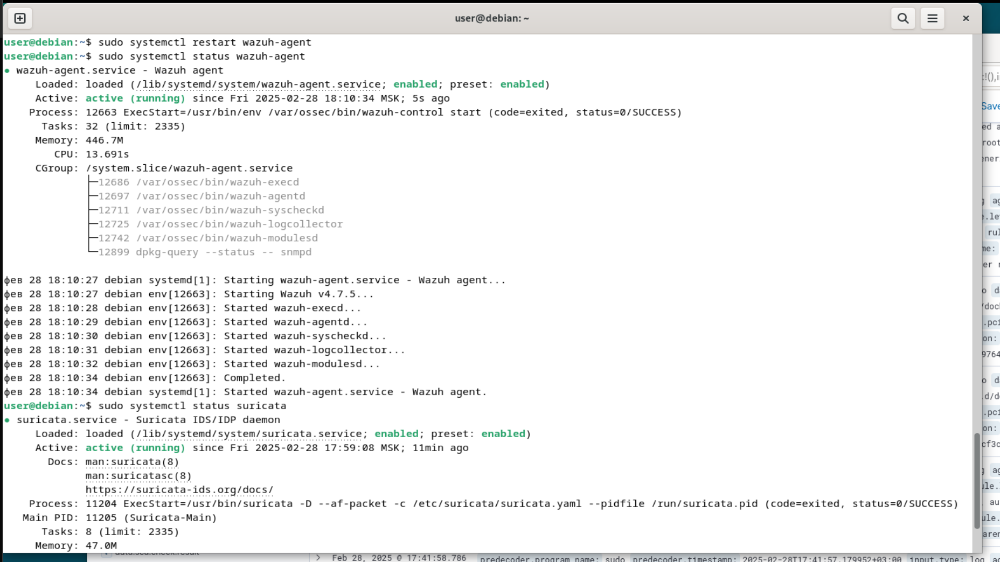 user@debian: ~
user@debian:~$ sudo systemctl restart wazuh-agent
user@debian:~$ sudo systemctl status wazuh-agent
● wazuh-agent.service - Wazuh agent
Loaded: loaded (/lib/systemd/system/wazuh-agent.service; enabled; preset: enabled)
Active: active (running) since Fri 2025-02-28 18:10:34 MSK; 5s ago
Process: 12663 ExecStart=/usr/bin/env /var/ossec/bin/wazuh-control start (code=exited, status=0/SUCCESS)
Tasks: 32 (limit: 2335)
Memory: 446.7M
CPU: 13.691s
CGroup: /system.slice/wazuh-agent.service
├─12686 /var/ossec/bin/wazuh-execd
├─12697 /var/ossec/bin/wazuh-agentd
├─12711 /var/ossec/bin/wazuh-syscheckd
├─12725 /var/ossec/bin/wazuh-logcollector
├─12742 /var/ossec/bin/wazuh-modulesd
└─12899 dpkg-query --status -- snmpd
фев 28 18:10:27 debian systemd[1]: Starting wazuh-agent.service - Wazuh agent...
фев 28 18:10:27 debian env[12663]: Starting Wazuh v4.7.5...
фев 28 18:10:28 debian env[12663]: Started wazuh-execd...
фев 28 18:10:29 debian env[12663]: Started wazuh-agentd...
фев 28 18:10:30 debian env[12663]: Started wazuh-syscheckd...
фев 28 18:10:31 debian env[12663]: Started wazuh-logcollector...
фев 28 18:10:32 debian env[12663]: Started wazuh-modulesd...
фев 28 18:10:34 debian env[12663]: Completed.
фев 28 18:10:34 debian systemd[1]: Started wazuh-agent.service - Wazuh agent.
user@debian:~$ sudo systemctl status suricata
● suricata.service - Suricata IDS/IDP daemon
Loaded: loaded (/lib/systemd/system/suricata.service; enabled; preset: enabled)
Active: active (running) since Fri 2025-02-28 17:59:08 MSK; 11min ago
Docs: man:suricata(8)
man:suricatasc(8)
https://suricata-ids.org/docs/
Process: 11204 ExecStart=/usr/bin/suricata -D --af-packet -c /etc/suricata/suricata.yaml --pidfile /run/suricata.pid (code=exited, status=0/SUCCESS)
Main PID: 11205 (Suricata-Main)
Tasks: 8 (limit: 2335)
Memory: 47.0M
Feb 28, 2025 @ 17:41:58.786 predecoder.program_name: sudo predecoder.timestamp: 2025-02-28T17:41:57.179952+03:00 input.type: log